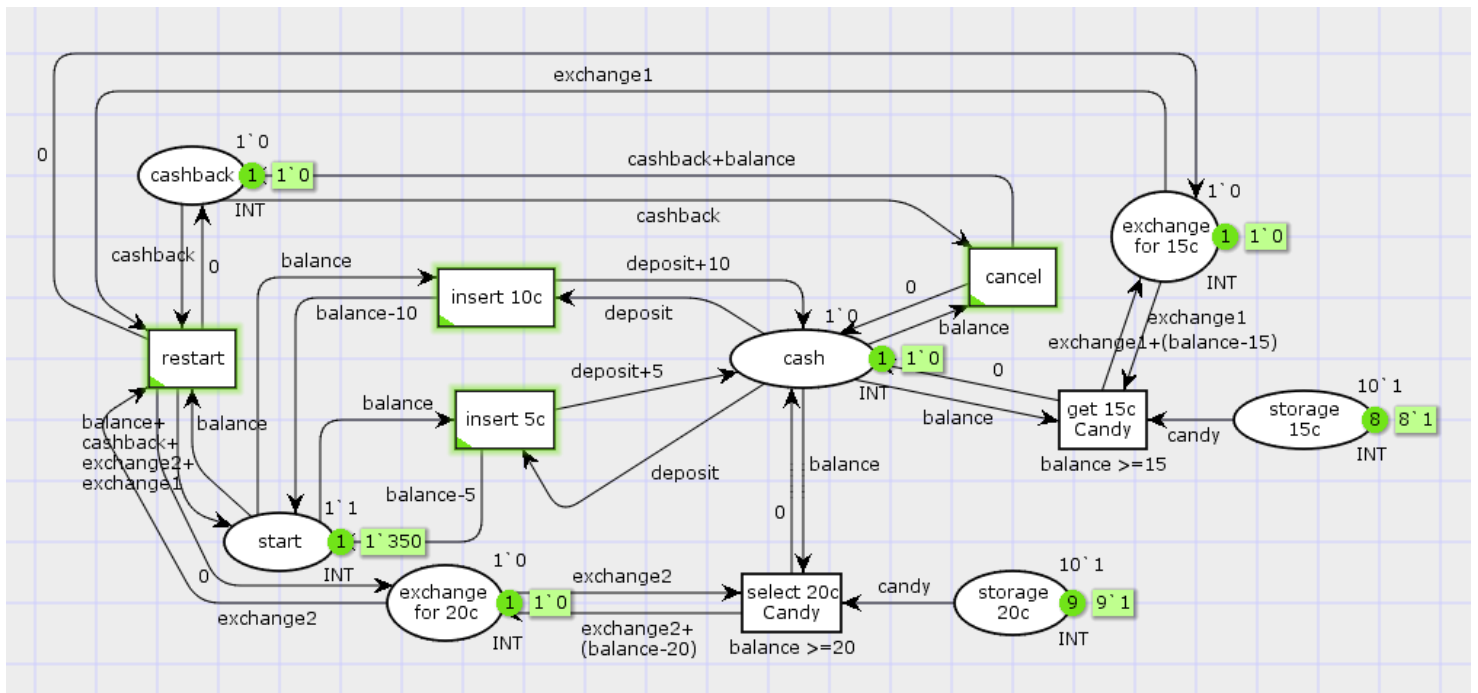 exchange1
0
1`0
cashback
1
1`0
INT
cashback+balance
cashback
1`0
exchange
for 15c
1
1`0
INT
cashback
0
balance
insert 10c
deposit+10
cancel
balance-10
deposit
0
1`0
balance
exchange1
exchange1+(balance-15)
restart
cash
1
1`0
INT
deposit+5
0
balance
insert 5c
balance
get 15c
Candy
balance >=15
candy
10`1
storage
15c
8
8`1
INT
balance+
cashback+
exchange2+
exchange1
balance
balance-5
deposit
balance
0
1`1
start
1
1`350
INT
0
exchange2
1`0
exchange
for 20c
1
1`0
INT
exchange2
exchange2+
(balance-20)
select 20c
Candy
balance >=20
candy
10`1
storage
20c
9
9`1
INT